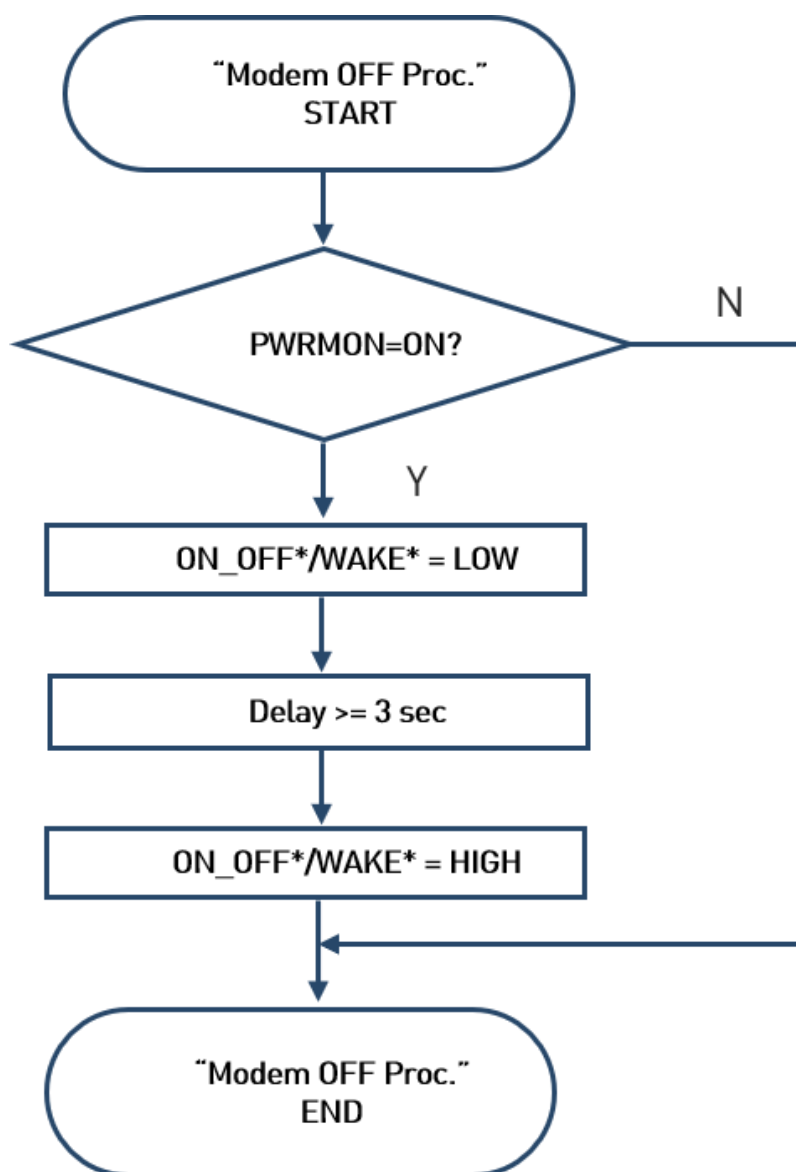 “Modem OFF Proc.”
START
PWRMON=ON?
N
Y
ON_OFF*/WAKE* = LOW
Delay >= 3 sec
ON_OFF*/WAKE* = HIGH
“Modem OFF Proc.”
END